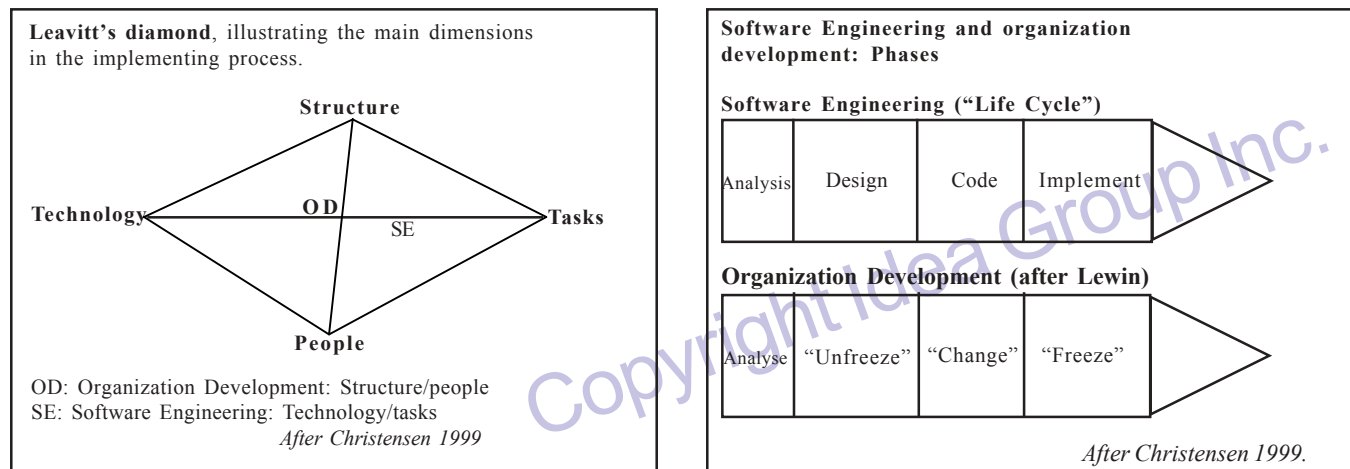 Leavitt's diamond, illustrating the main dimensions
in the implementing process.
Structure
Technology
OD
SE
Tasks
People
OD: Organization Development: Structure/people
SE: Software Engineering: Technology/tasks
After Christensen 1999
Software Engineering and organization
development: Phases
Software Engineering (“Life Cycle”)
Analysis Design Code Implement
Organization Development (after Lewin)
Analyse “Unfreeze” “Change” “Freeze”
After Christensen 1999.
Copyright Idea Group Inc.